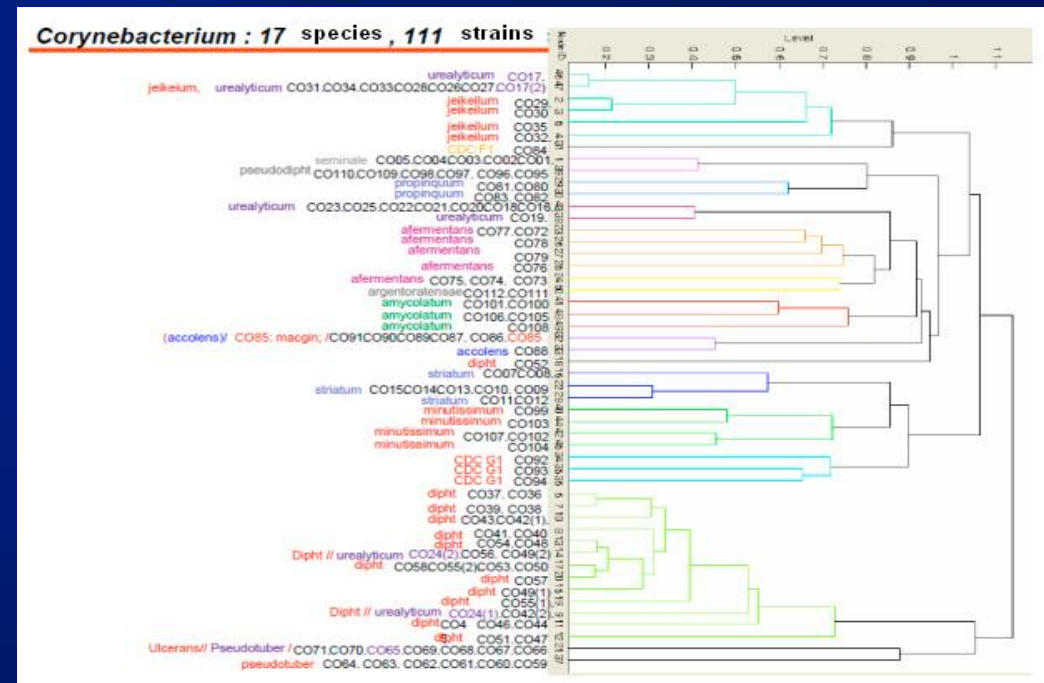 Corynebacterium : 17 species , 111 strains
Level
Node ID
0.2 0.3 0.4 0.5 0.6 0.7 0.8 0.9 1 1.1
urealyticum CO17.
jeikeium, urealyticum CO31.CO34.CO33CO28CO26CO27.CO17(2)
jeikeilum CO29.
jeikeilum CO30
jeikeilum CO35
jeikeilum CO32.
CDC F1 CO84
seminale CO05.CO04CO03.CO02CO01.
pseudodipht CO110.CO109.CO98.CO97. CO96.CO95
propinquum CO81.CO80
propinquum CO83. CO82
urealyticum CO23.CO25.CO22CO21.CO20CO18CO16.
urealyticum CO19.
afermentans CO77.CO72
afermentans CO78
afermentans CO79
afermentans CO76
afermentans CO75. CO74. CO73
argentoratensae CO112.CO111
amycolatum CO101.CO100
amycolatum CO106.CO105
amycolatum CO108
(accolens)/ CO85: macgin; /CO91CO90CO89CO87. CO86.CO85
accolens CO88
dipht CO52
striatum CO07CO08
striatum CO15CO14CO13.CO10. CO09
striatum CO11CO12
minutissimum CO99
minutissimum CO103
minutissimum CO107.CO102
minutissimum CO104
CDC G1 CO92
CDC G1 CO93
CDC G1 CO94
dipht CO37. CO36
dipht CO39. CO38
dipht CO43.CO42(1).
dipht CO41. CO40
dipht CO54.CO48
Dipht // urealyticum CO24(2).CO56. CO49(2)
dipht CO58CO55(2)CO53.CO50
dipht CO57
dipht CO49(1)
dipht CO55(1)
Dipht // urealyticum CO24(1).CO42(2)
dipht CO4 CO46.CO44
dipht CO51.CO47
Ulcerans// Pseudotuber /CO71.CO70.CO65.CO69.CO68.CO67.CO66
pseudotuber CO64. CO63. CO62.CO61.CO60.CO59